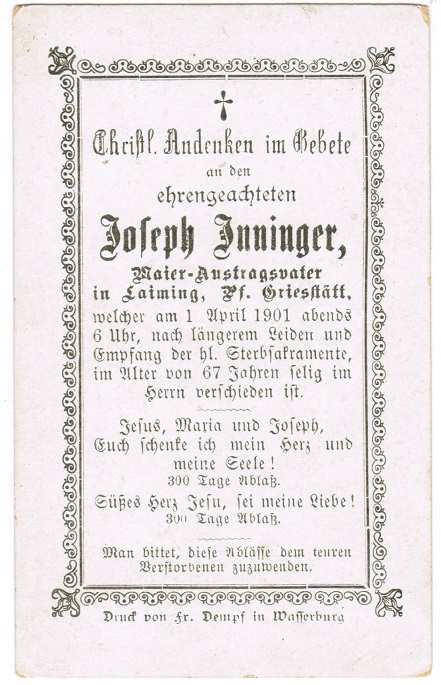 Christl. Andenken im Gebete
an den
ehrengeachteten
Joseph Inninger,
Maier-Austragsvater
in Laiming, Pf. Griesstätt,
welcher am 1 April 1901 abends
6 Uhr, nach längerem Leiden und
Empfang der hl. Sterbsakramente,
im Alter von 67 Jahren selig im
Herrn verschieden ist.
Jesus, Maria und Joseph,
Euch schenke ich mein Herz und
meine Seele!
300 Tage Ablaß.
Süßes Herz Jesu, sei meine Liebe!
300 Tage Ablaß.
Man bittet, diese Ablässe dem teuren
Verstorbenen zuzuwenden.
Druck von Fr. Dempf in Wasserburg